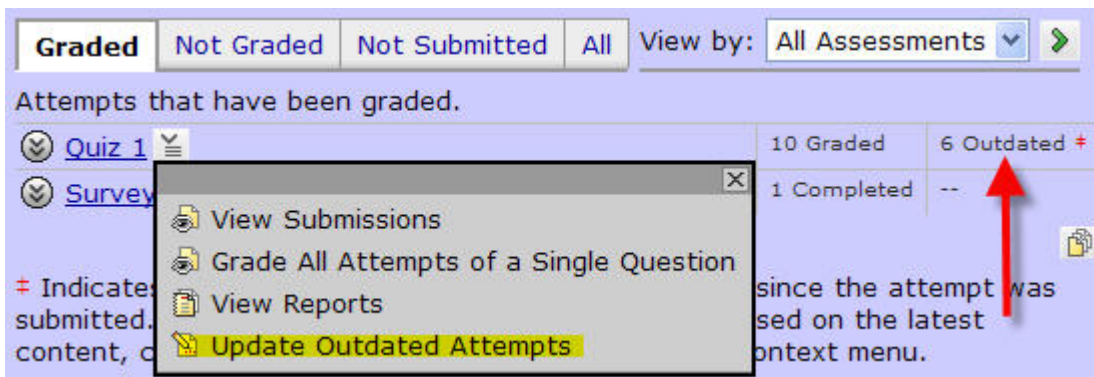 Graded Not Graded Not Submitted All View by: All Assessments
Attempts that have been graded.
Quiz 1 10 Graded 6 Outdated ‡
Survey 1 Completed --
View Submissions
Grade All Attempts of a Single Question
View Reports
Update Outdated Attempts
‡ Indicates since the attempt was
submitted. sed on the latest
content, c ontext menu.